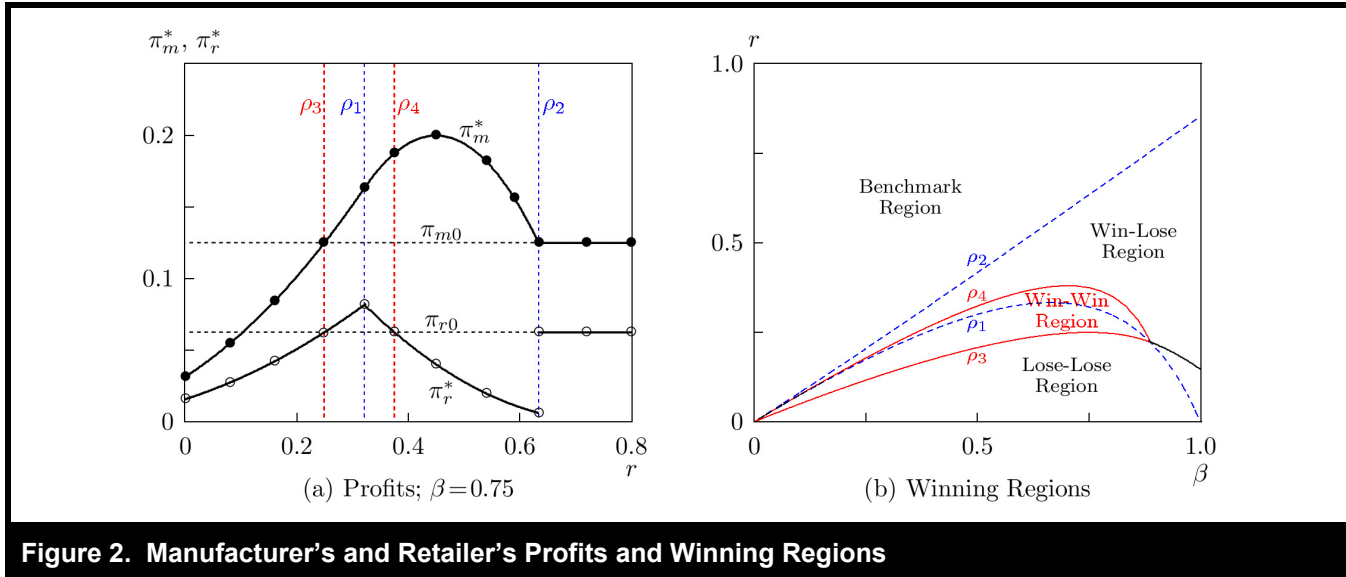 π*m, π*r
0.2
0.1
0
0 0.2 0.4 0.6 0.8
r
ρ3
ρ1
ρ4
ρ2
π*m
πm0
πr0
π*r
(a) Profits; β=0.75
r
1.0
0.5
0
0 0.5 1.0
β
Benchmark
Region
Win-Lose
Region
ρ2
ρ4
Win-Win
Region
ρ1
ρ3
Lose-Lose
Region
(b) Winning Regions
Figure 2. Manufacturer's and Retailer's Profits and Winning Regions